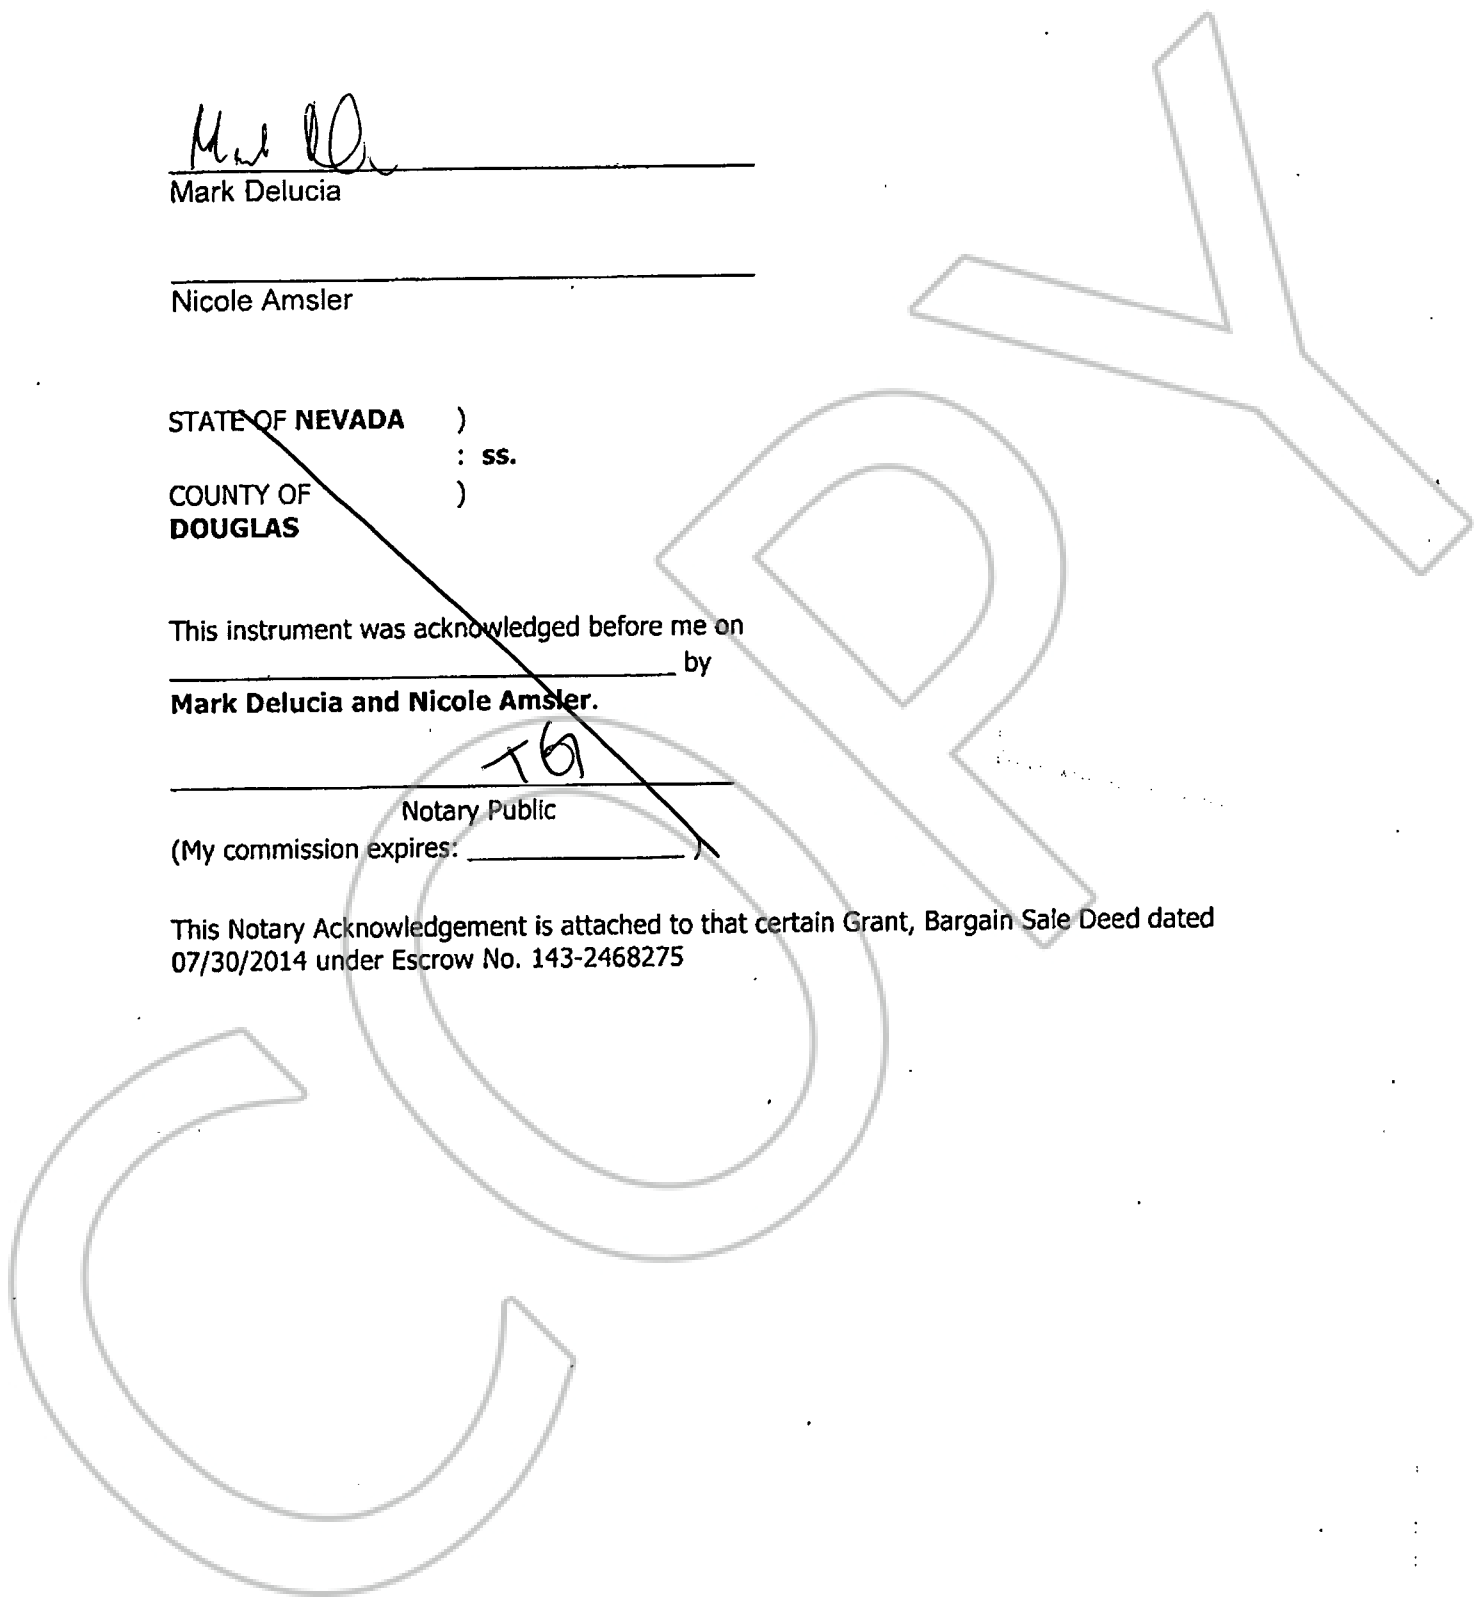 Mark Delucia
Nicole Amsler
STATE OF NEVADA )
: ss.
COUNTY OF )
DOUGLAS
This instrument was acknowledged before me on
by
Mark Delucia and Nicole Amsler.
TG
Notary Public
(My commission expires: )
This Notary Acknowledgement is attached to that certain Grant, Bargain Sale Deed dated
07/30/2014 under Escrow No. 143-2468275
COPY